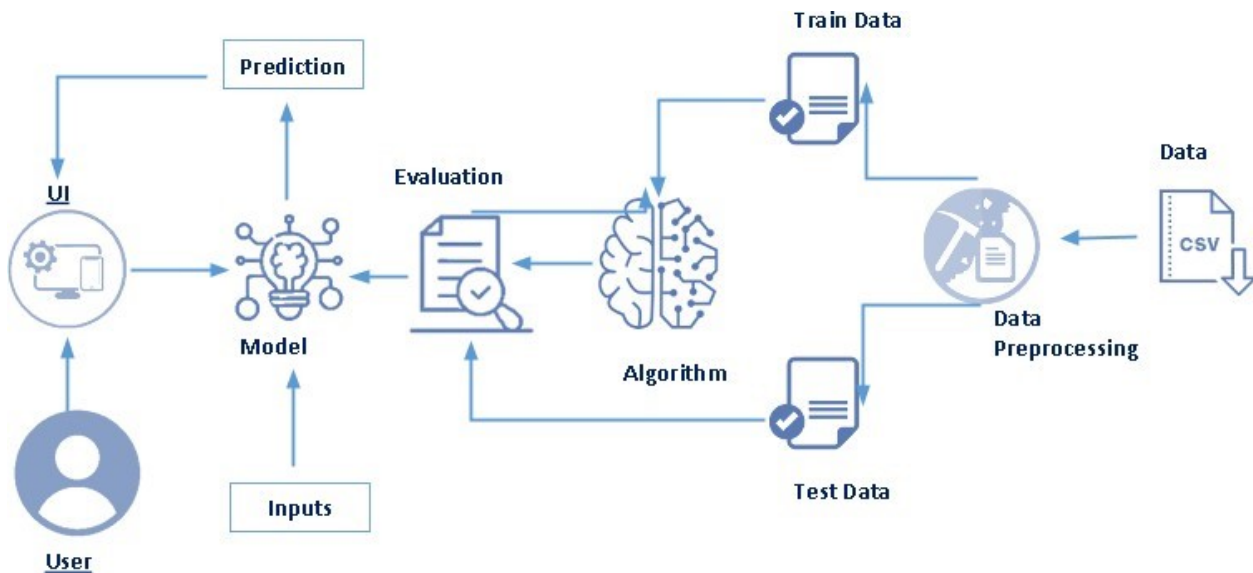 Train Data
Prediction
Data
Evaluation
UI
CSV
Data
Preprocessing
Model
Algorithm
Inputs
Test Data
User